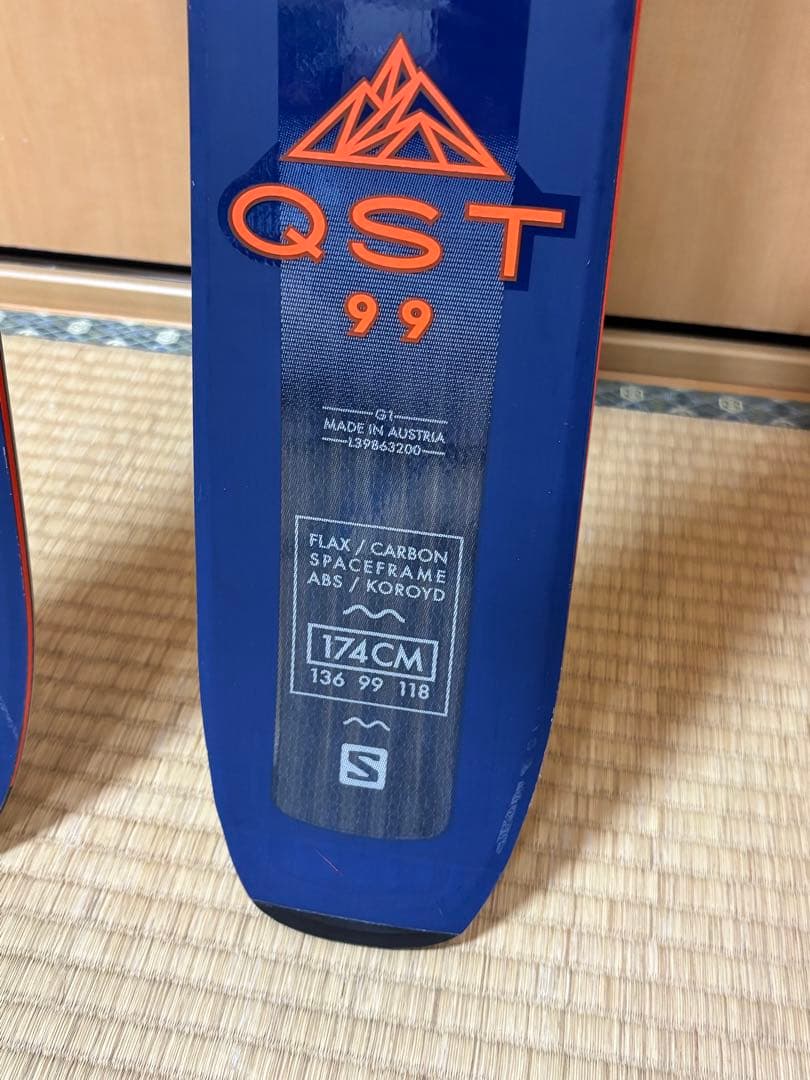 QST
99
G1
MADE IN AUSTRIA
L39863200
FLAX / CARBON
SPACEFRAME
ABS / KOROYD
174CM
136 99 118
S